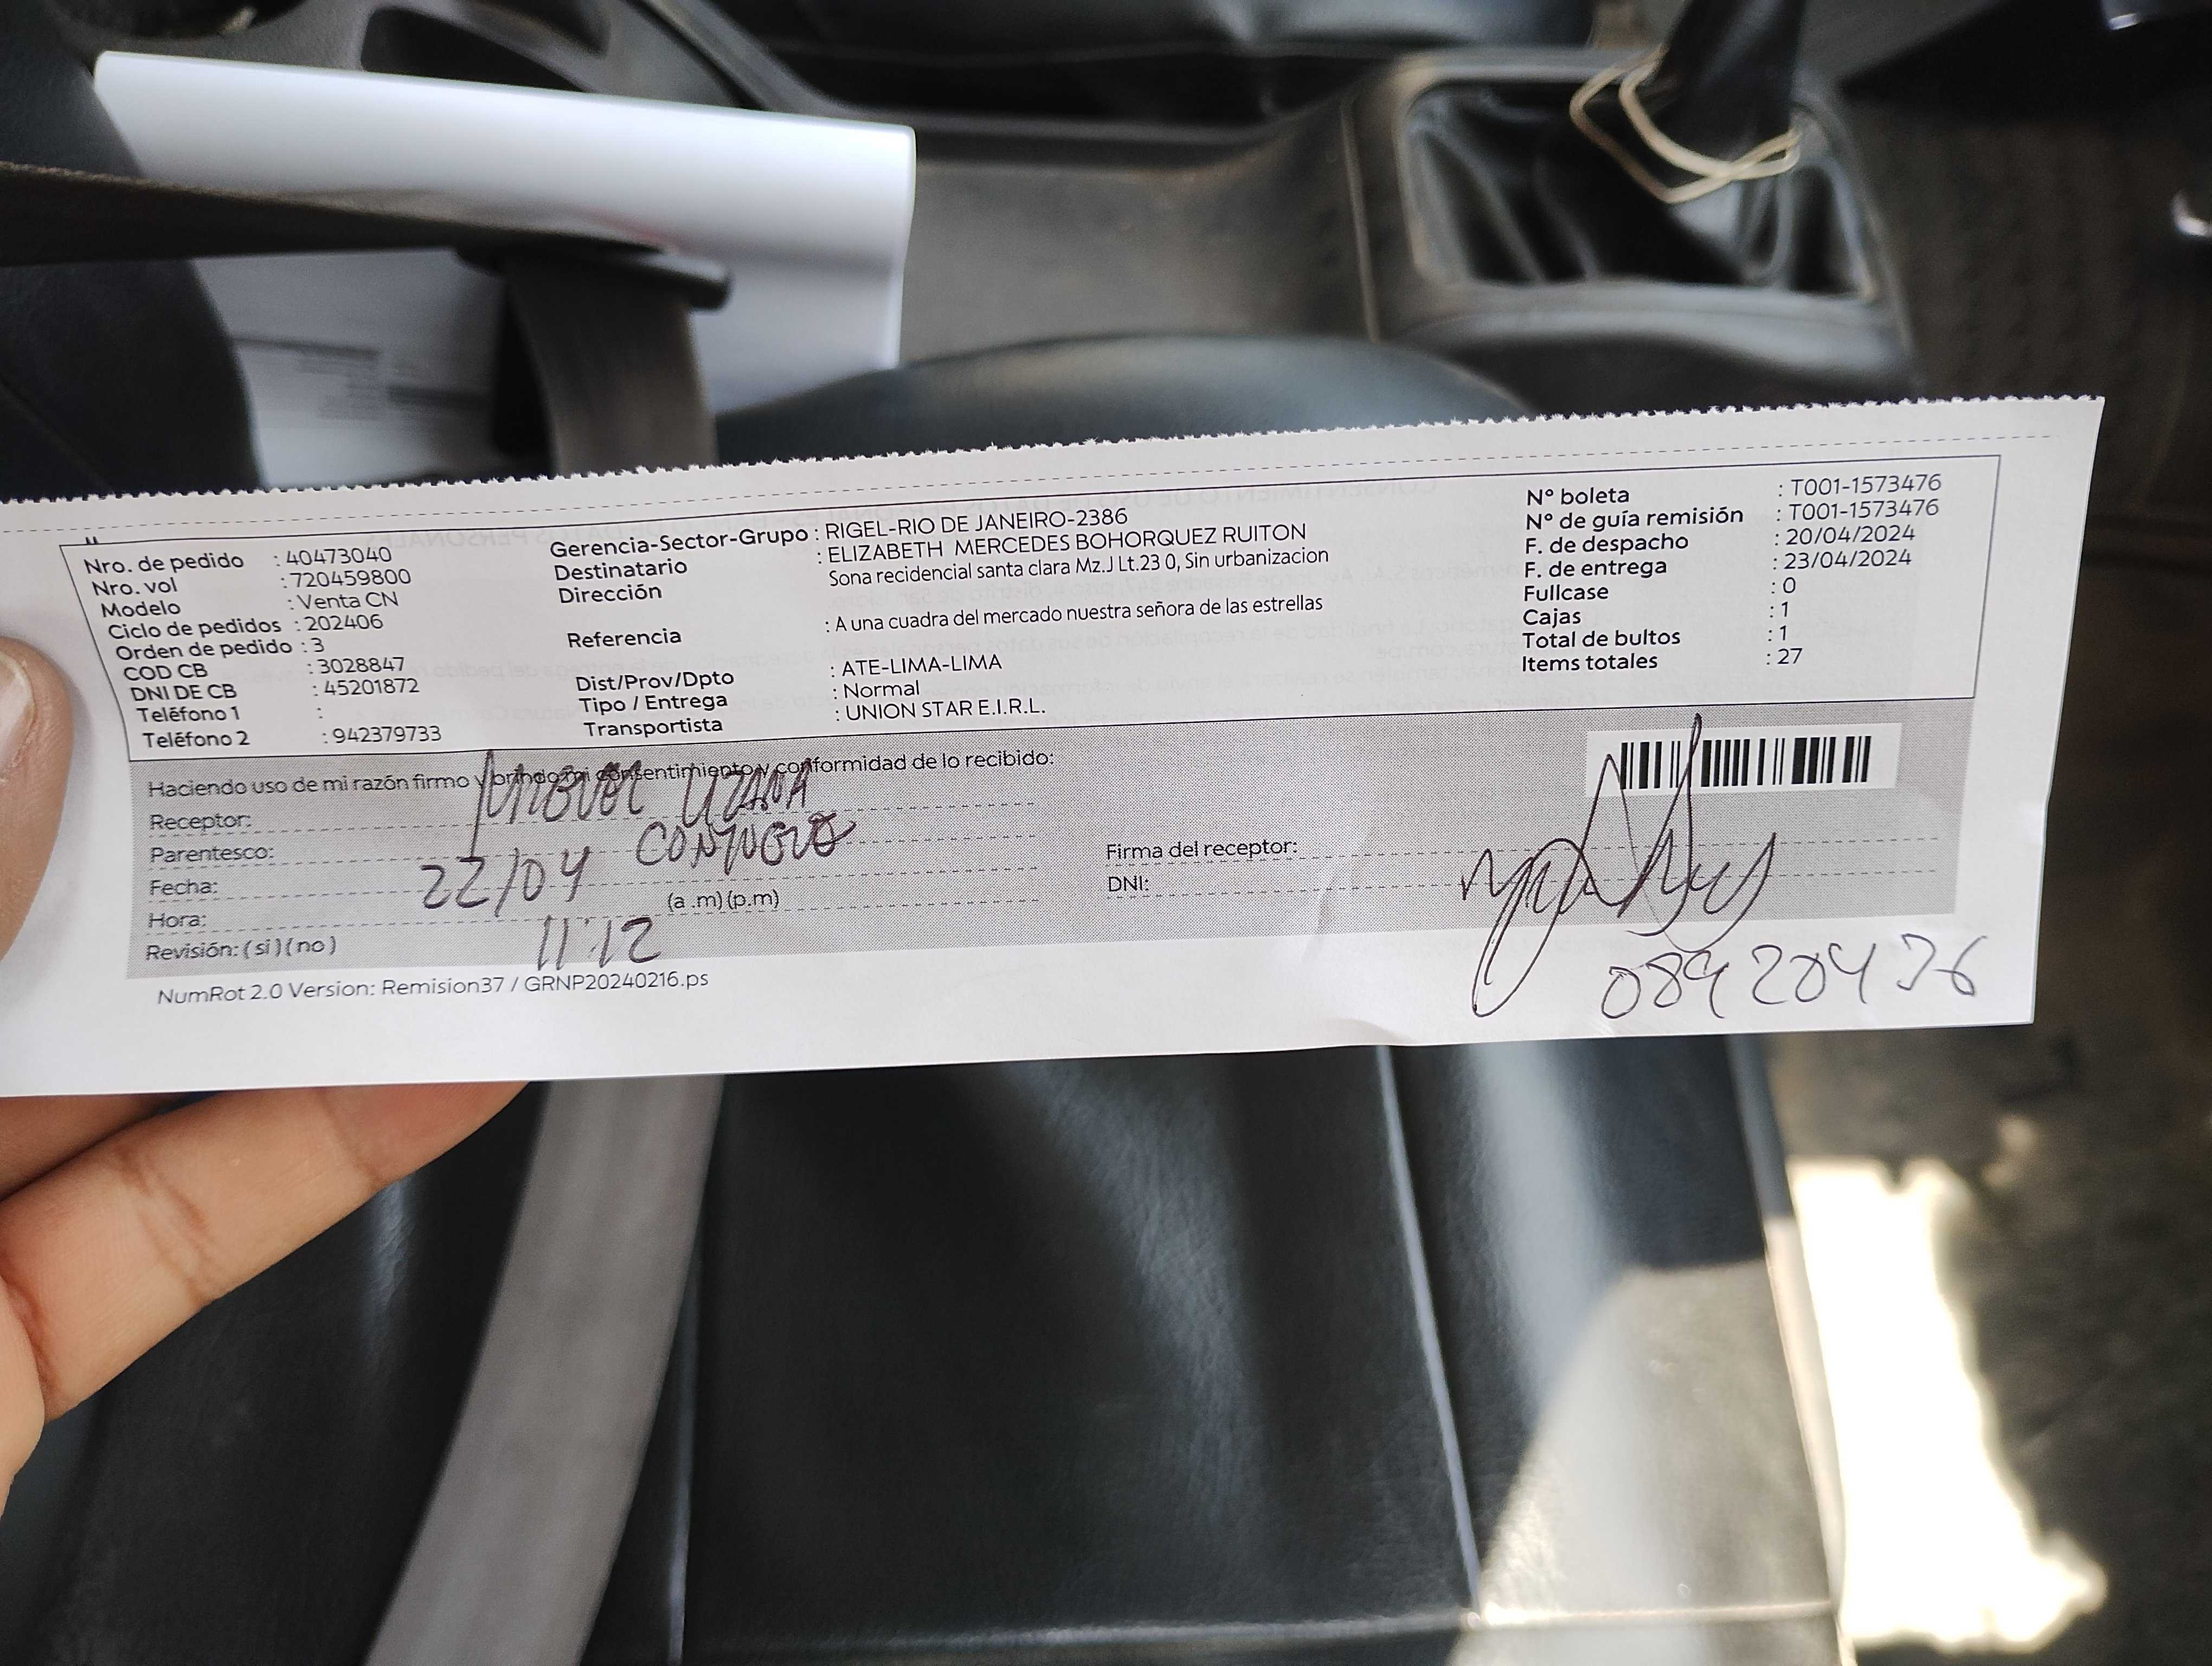 Nro. de pedido : 40473040
Nro. vol : 720459800
Modelo : Venta CN
Ciclo de pedidos : 202406
Orden de pedido : 3
COD CB : 3028847
DNI DE CB : 45201872
Teléfono 1 :
Teléfono 2 : 942379733
Gerencia-Sector-Grupo : RIGEL-RIO DE JANEIRO-2386
Destinatario : ELIZABETH MERCEDES BOHORQUEZ RUITON
Dirección Sona recidencial santa clara Mz.J Lt.23 0, Sin urbanizacion
Referencia : A una cuadra del mercado nuestra señora de las estrellas
Dist/Prov/Dpto : ATE-LIMA-LIMA
Tipo / Entrega : Normal
Transportista : UNION STAR E.I.R.L.
N° boleta : T001-1573476
N° de guía remisión : T001-1573476
F. de despacho : 20/04/2024
F. de entrega : 23/04/2024
Fullcase : 0
Cajas : 1
Total de bultos : 1
Items totales : 27
Haciendo uso de mi razón firmo y brindo mi consentimiento y conformidad de lo recibido:
Receptor: MIGUEL
Parentesco: CONYUGUE
Fecha: 22/04
Hora: 11:12 (a .m) (p.m)
Revisión: (si) (no)
Firma del receptor:
DNI:
NumRot 2.0 Version: Remision37 / GRNP20240216.ps